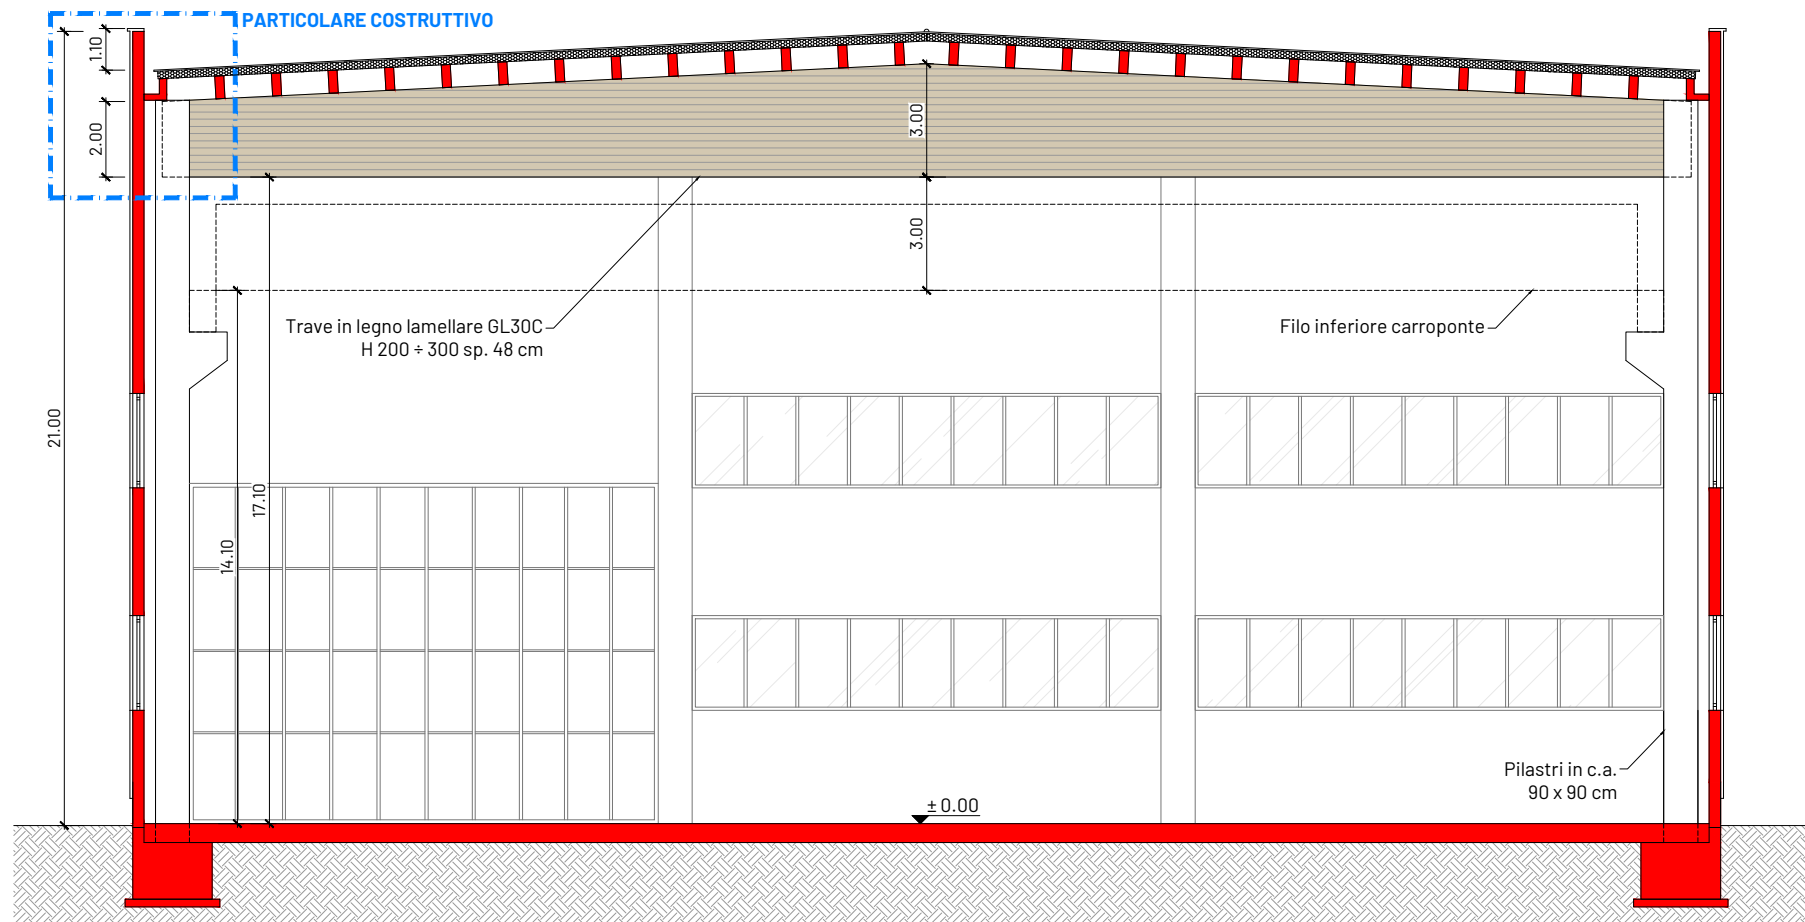 PARTICOLARE COSTRUTTIVO
1.10
2.00
3.00
3.00
Trave in legno lamellare GL30C
H 200 ÷ 300 sp. 48 cm
Filo inferiore carroponte
21.00
17.10
14.10
Pilastri in c.a.
90 x 90 cm
± 0.00